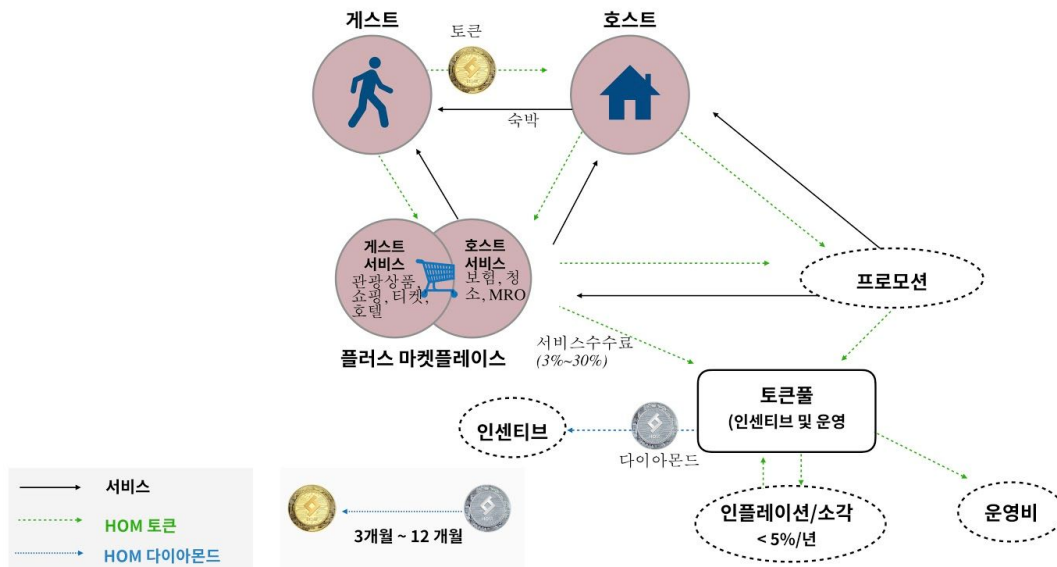 게스트
호스트
토큰
숙박
게스트
서비스
관광상품,
쇼핑, 티켓,
호텔
호스트
서비스
보험, 청
소, MRO
플러스 마켓플레이스
프로모션
서비스수수료
(3%~30%)
토큰풀
(인센티브 및 운영
인센티브
다이아몬드
인플레이션/소각
< 5%/년
운영비
서비스
HOM 토큰
HOM 다이아몬드
3개월 ~ 12 개월